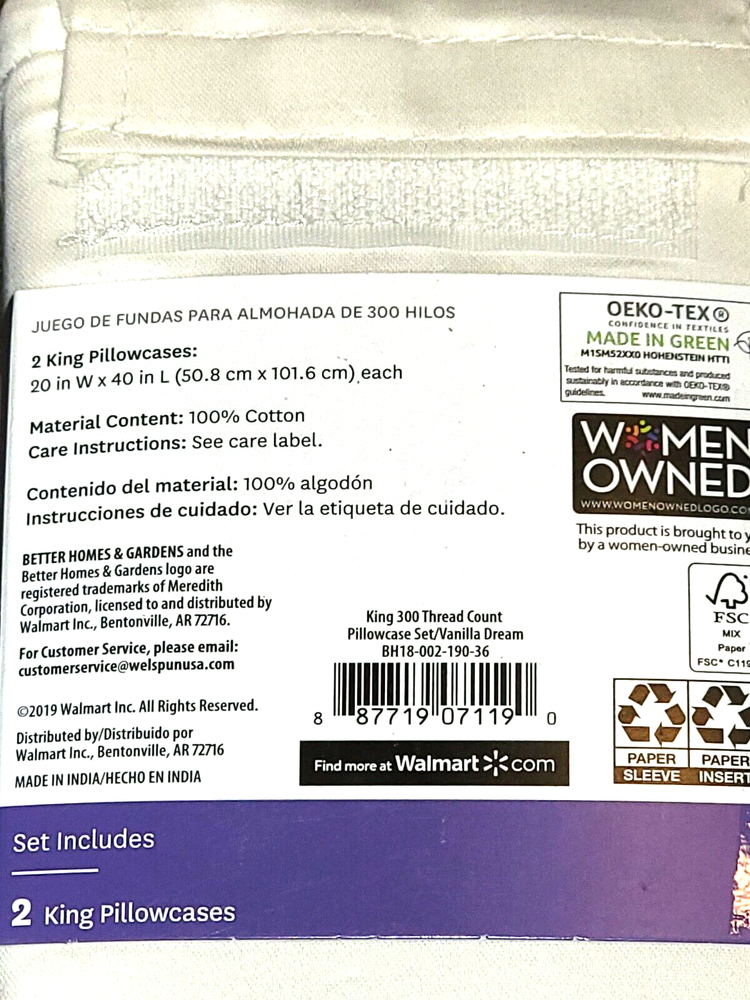 JUEGO DE FUNDAS PARA ALMOHADA DE 300 HILOS
2 King Pillowcases:
20 in W x 40 in L (50.8 cm x 101.6 cm) each
Material Content: 100% Cotton
Care Instructions: See care label.
Contenido del material: 100% algodón
Instrucciones de cuidado: Ver la etiqueta de cuidado.
BETTER HOMES & GARDENS and the
Better Homes & Gardens logo are
registered trademarks of Meredith
Corporation, licensed to and distributed by
Walmart Inc., Bentonville, AR 72716.
For Customer Service, please email:
customerservice@welspunusa.com
©2019 Walmart Inc. All Rights Reserved.
Distributed by/Distribuido por
Walmart Inc., Bentonville, AR 72716
MADE IN INDIA/HECHO EN INDIA
King 300 Thread Count
Pillowcase Set/Vanilla Dream
BH18-002-190-36
8 87719 07119 0
Find more at Walmart.com
OEKO-TEX®
CONFIDENCE IN TEXTILES
MADE IN GREEN
M1SM52XX0 HOHENSTEIN HTTI
Tested for harmful substances and produced
sustainably in accordance with OEKO-TEX®
guidelines. www.madeingreen.com
WOMEN
OWNED
WWW.WOMENOWNEDLOGO.CO
This product is brought to y
by a women-owned busine
FSC
MIX
Paper
FSC® C119
PAPER
SLEEVE
PAPER
INSERT
Set Includes
2 King Pillowcases